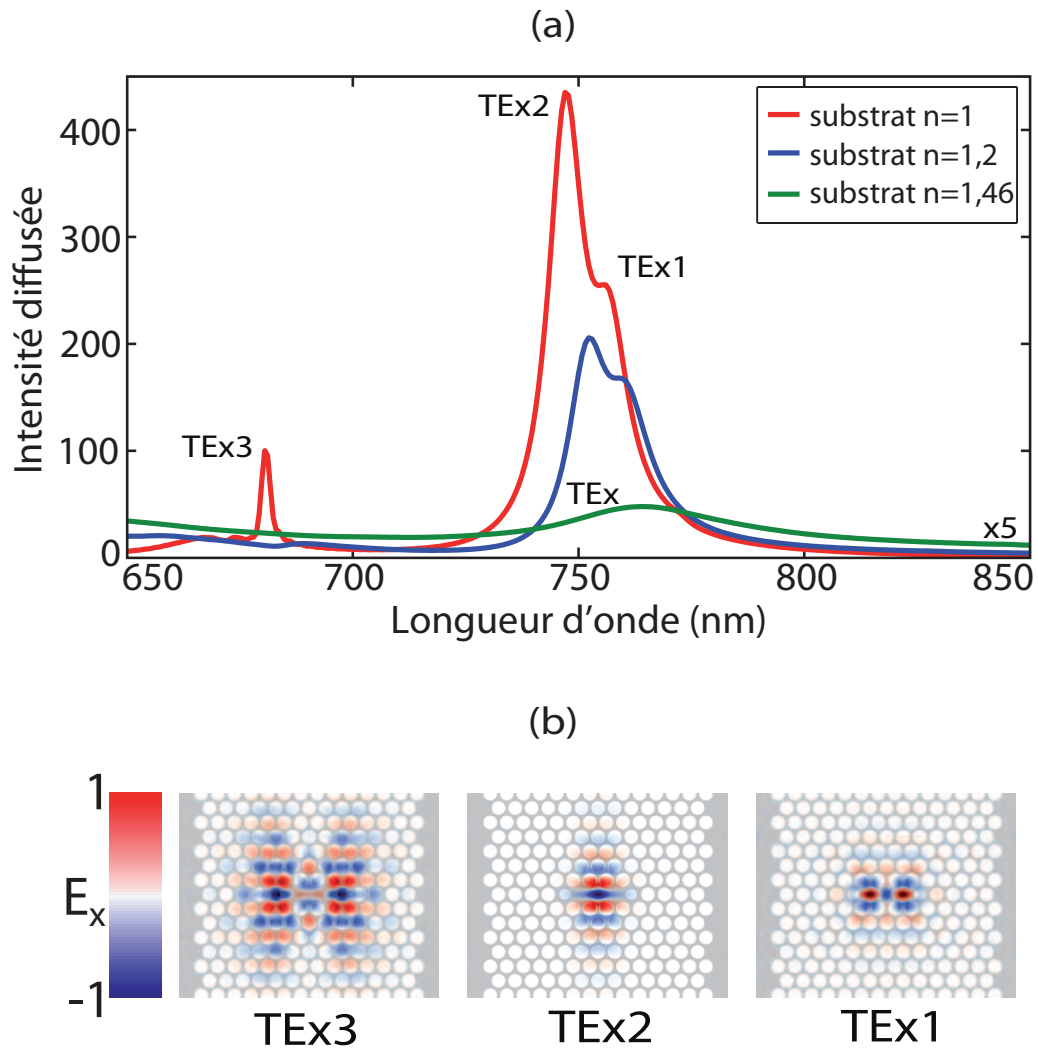 (a)
Intensité diffusée
400
300
200
100
0
TEx2
TEx1
TEx3
TEx
x5
substrat n=1
substrat n=1,2
substrat n=1,46
650 700 750 800 850
Longueur d'onde (nm)
(b)
1
Ex
-1
TEx3 TEx2 TEx1